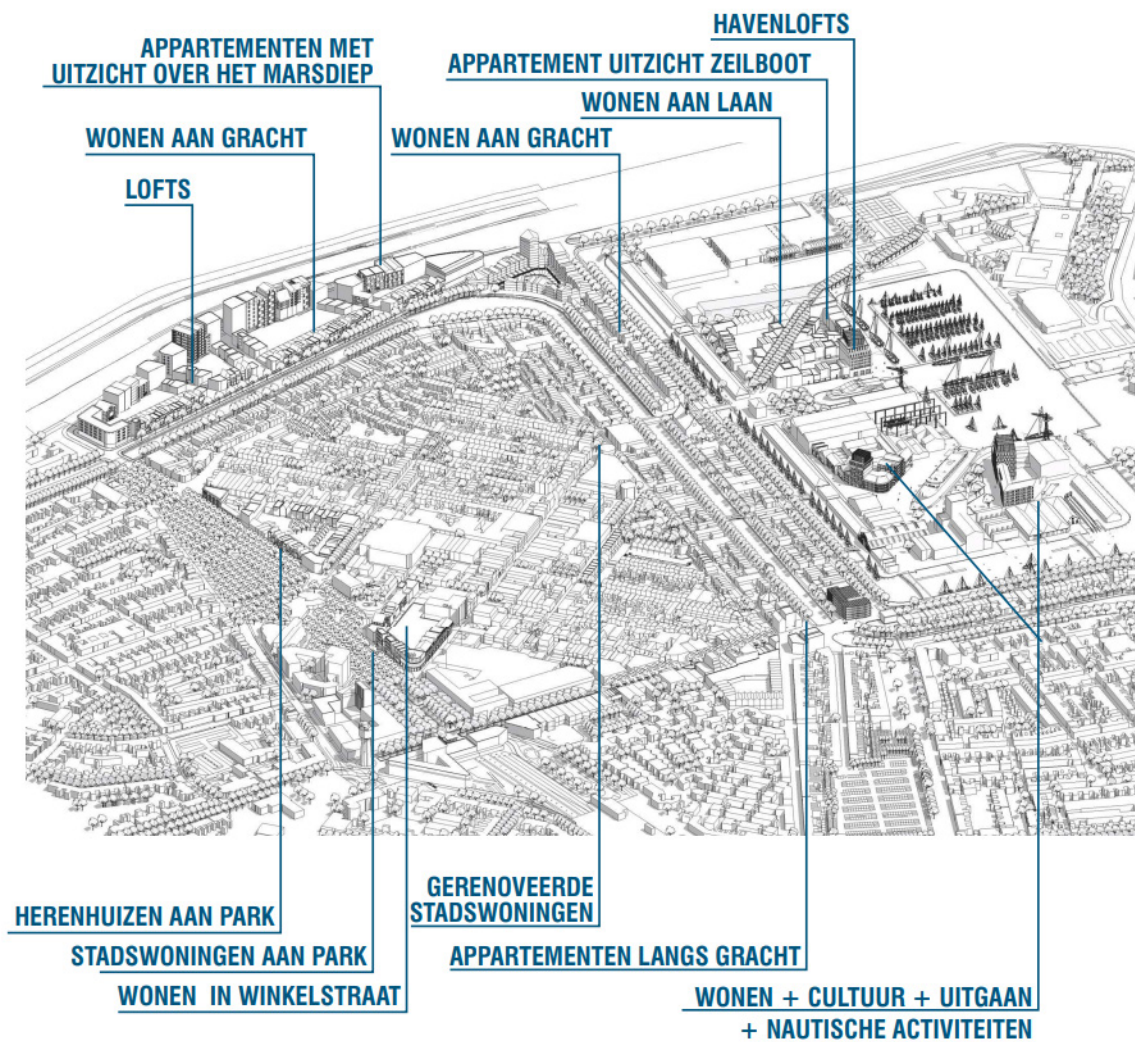 HAVENLOFTS
APPARTEMENTEN MET
UITZICHT OVER HET MARSDIEP
APPARTEMENT UITZICHT ZEILBOOT
WONEN AAN LAAN
WONEN AAN GRACHT
WONEN AAN GRACHT
LOFTS
GERENOVEERDE
STADSWONINGEN
HERENHUIZEN AAN PARK
STADSWONINGEN AAN PARK
APPARTEMENTEN LANGS GRACHT
WONEN IN WINKELSTRAAT
WONEN + CULTUUR + UITGAAN
+ NAUTISCHE ACTIVITEITEN